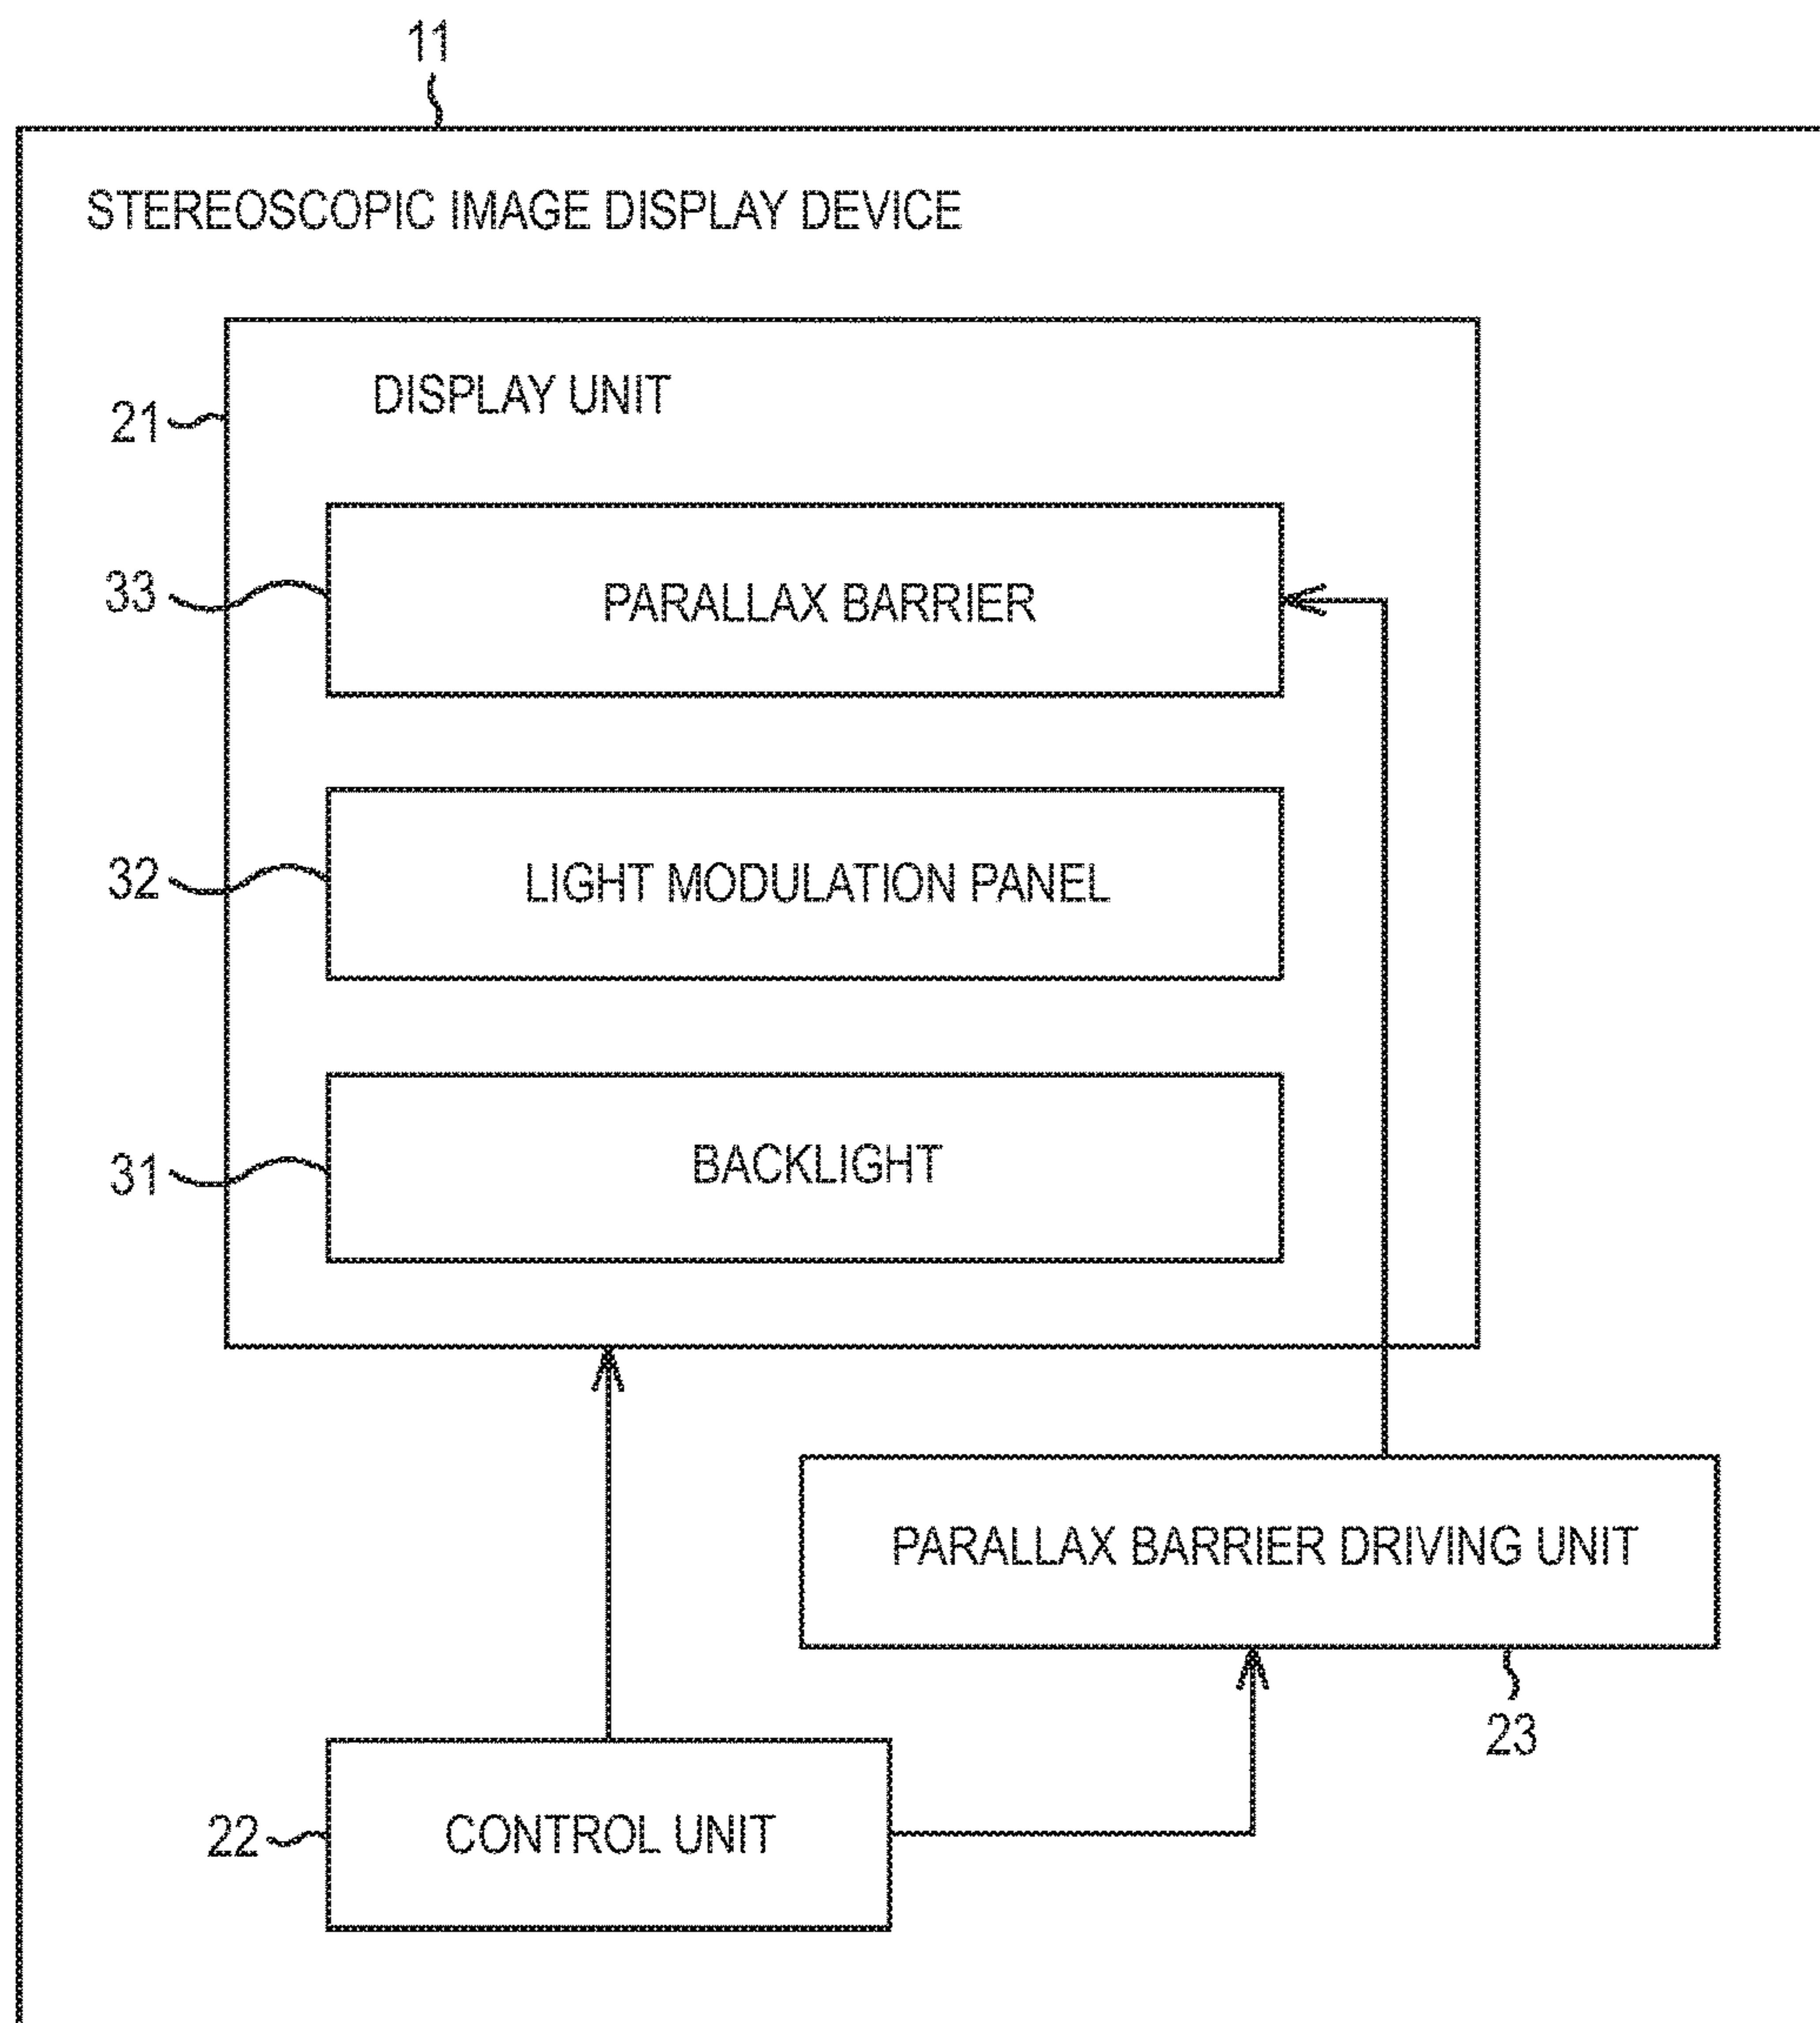 11
STEREOSCOPIC IMAGE DISPLAY DEVICE
DISPLAY UNIT
21
33
PARALLAX BARRIER
32
LIGHT MODULATION PANEL
31
BACKLIGHT
PARALLAX BARRIER DRIVING UNIT
23
22
CONTROL UNIT